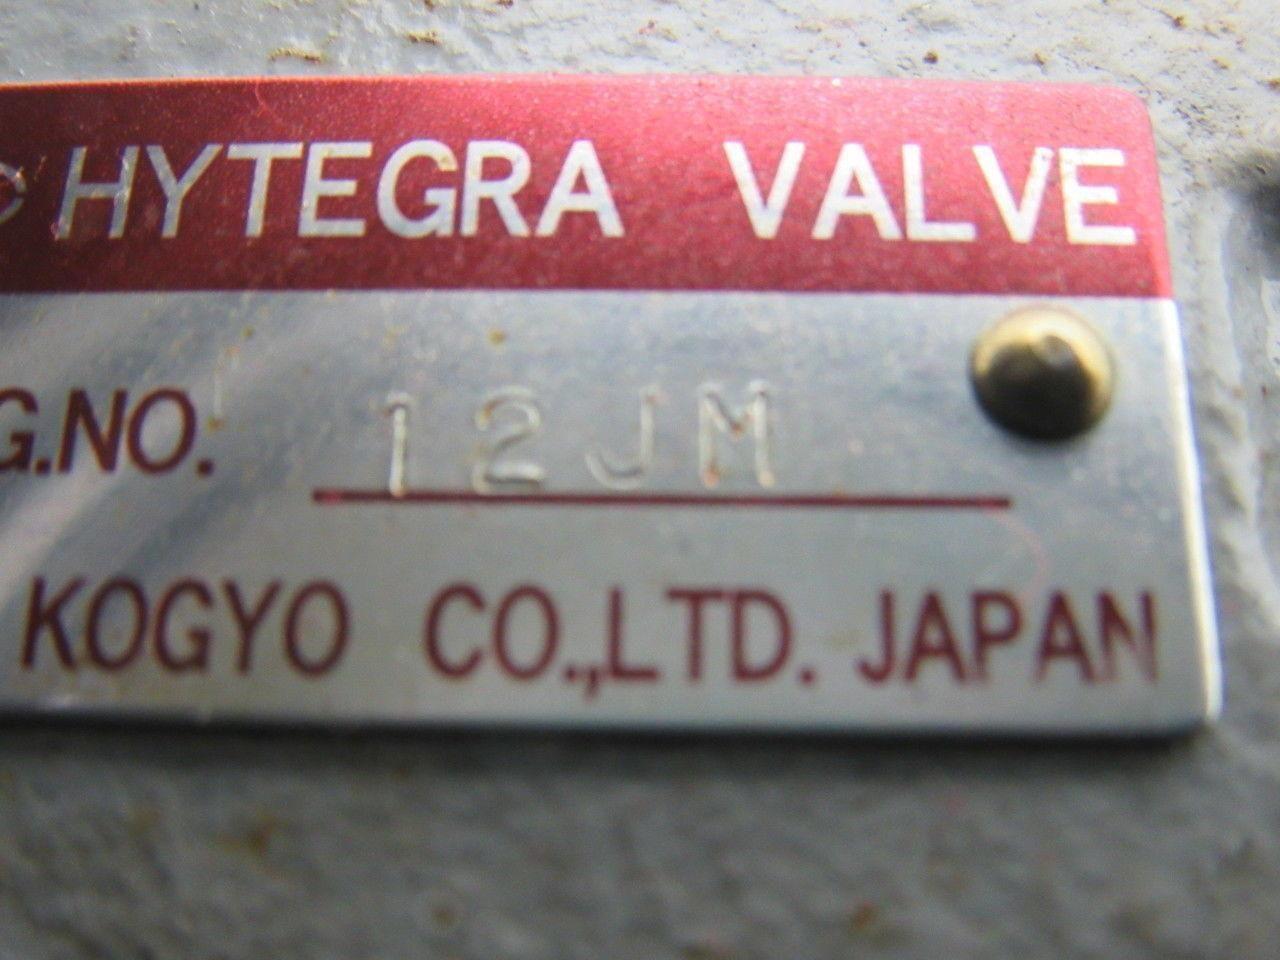 HYTEGRA VALVE
G.NO. 12JM
KOGYO CO.,LTD. JAPAN